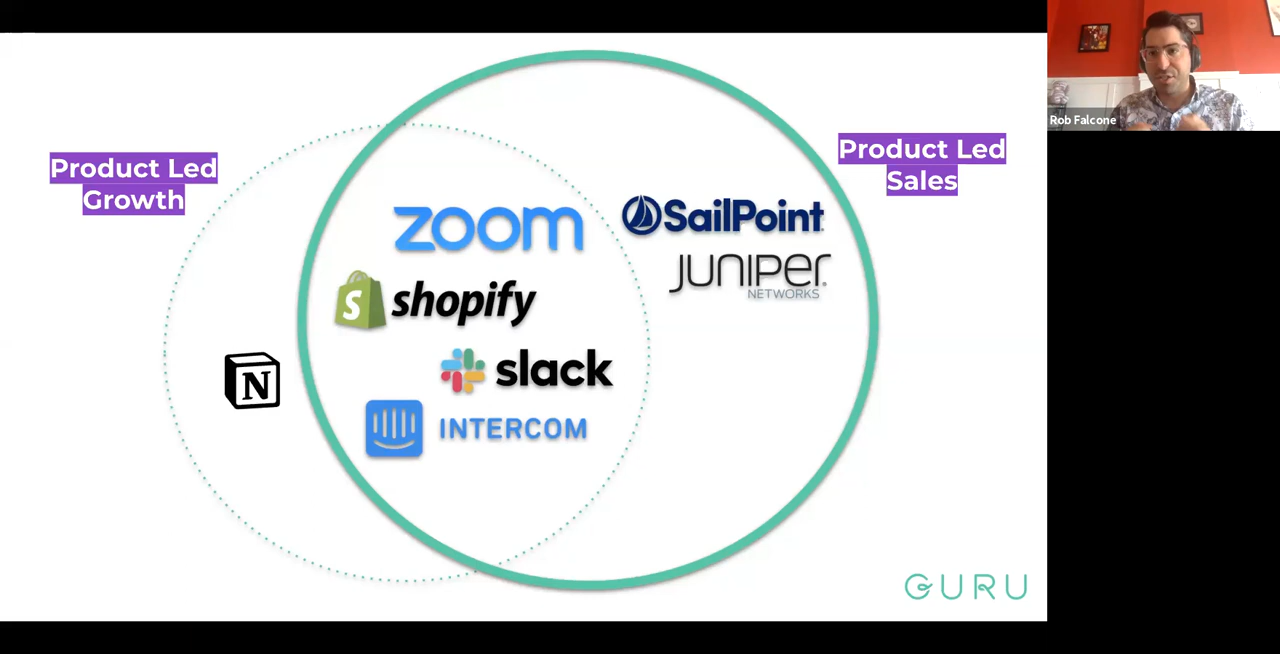 Rob Falcone
Product Led
Growth
Product Led
Sales
zoom
SailPoint
JUNIPER
NETWORKS
S
shopify
slack
N
INTERCOM
GURU